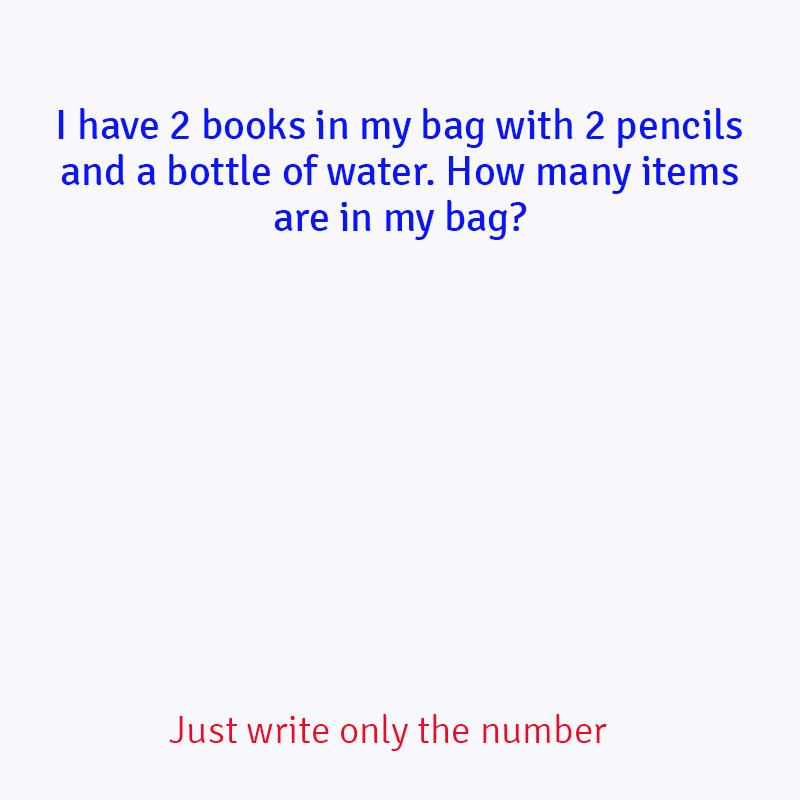 I have 2 books in my bag with 2 pencils
and a bottle of water. How many items
are in my bag?
Just write only the number